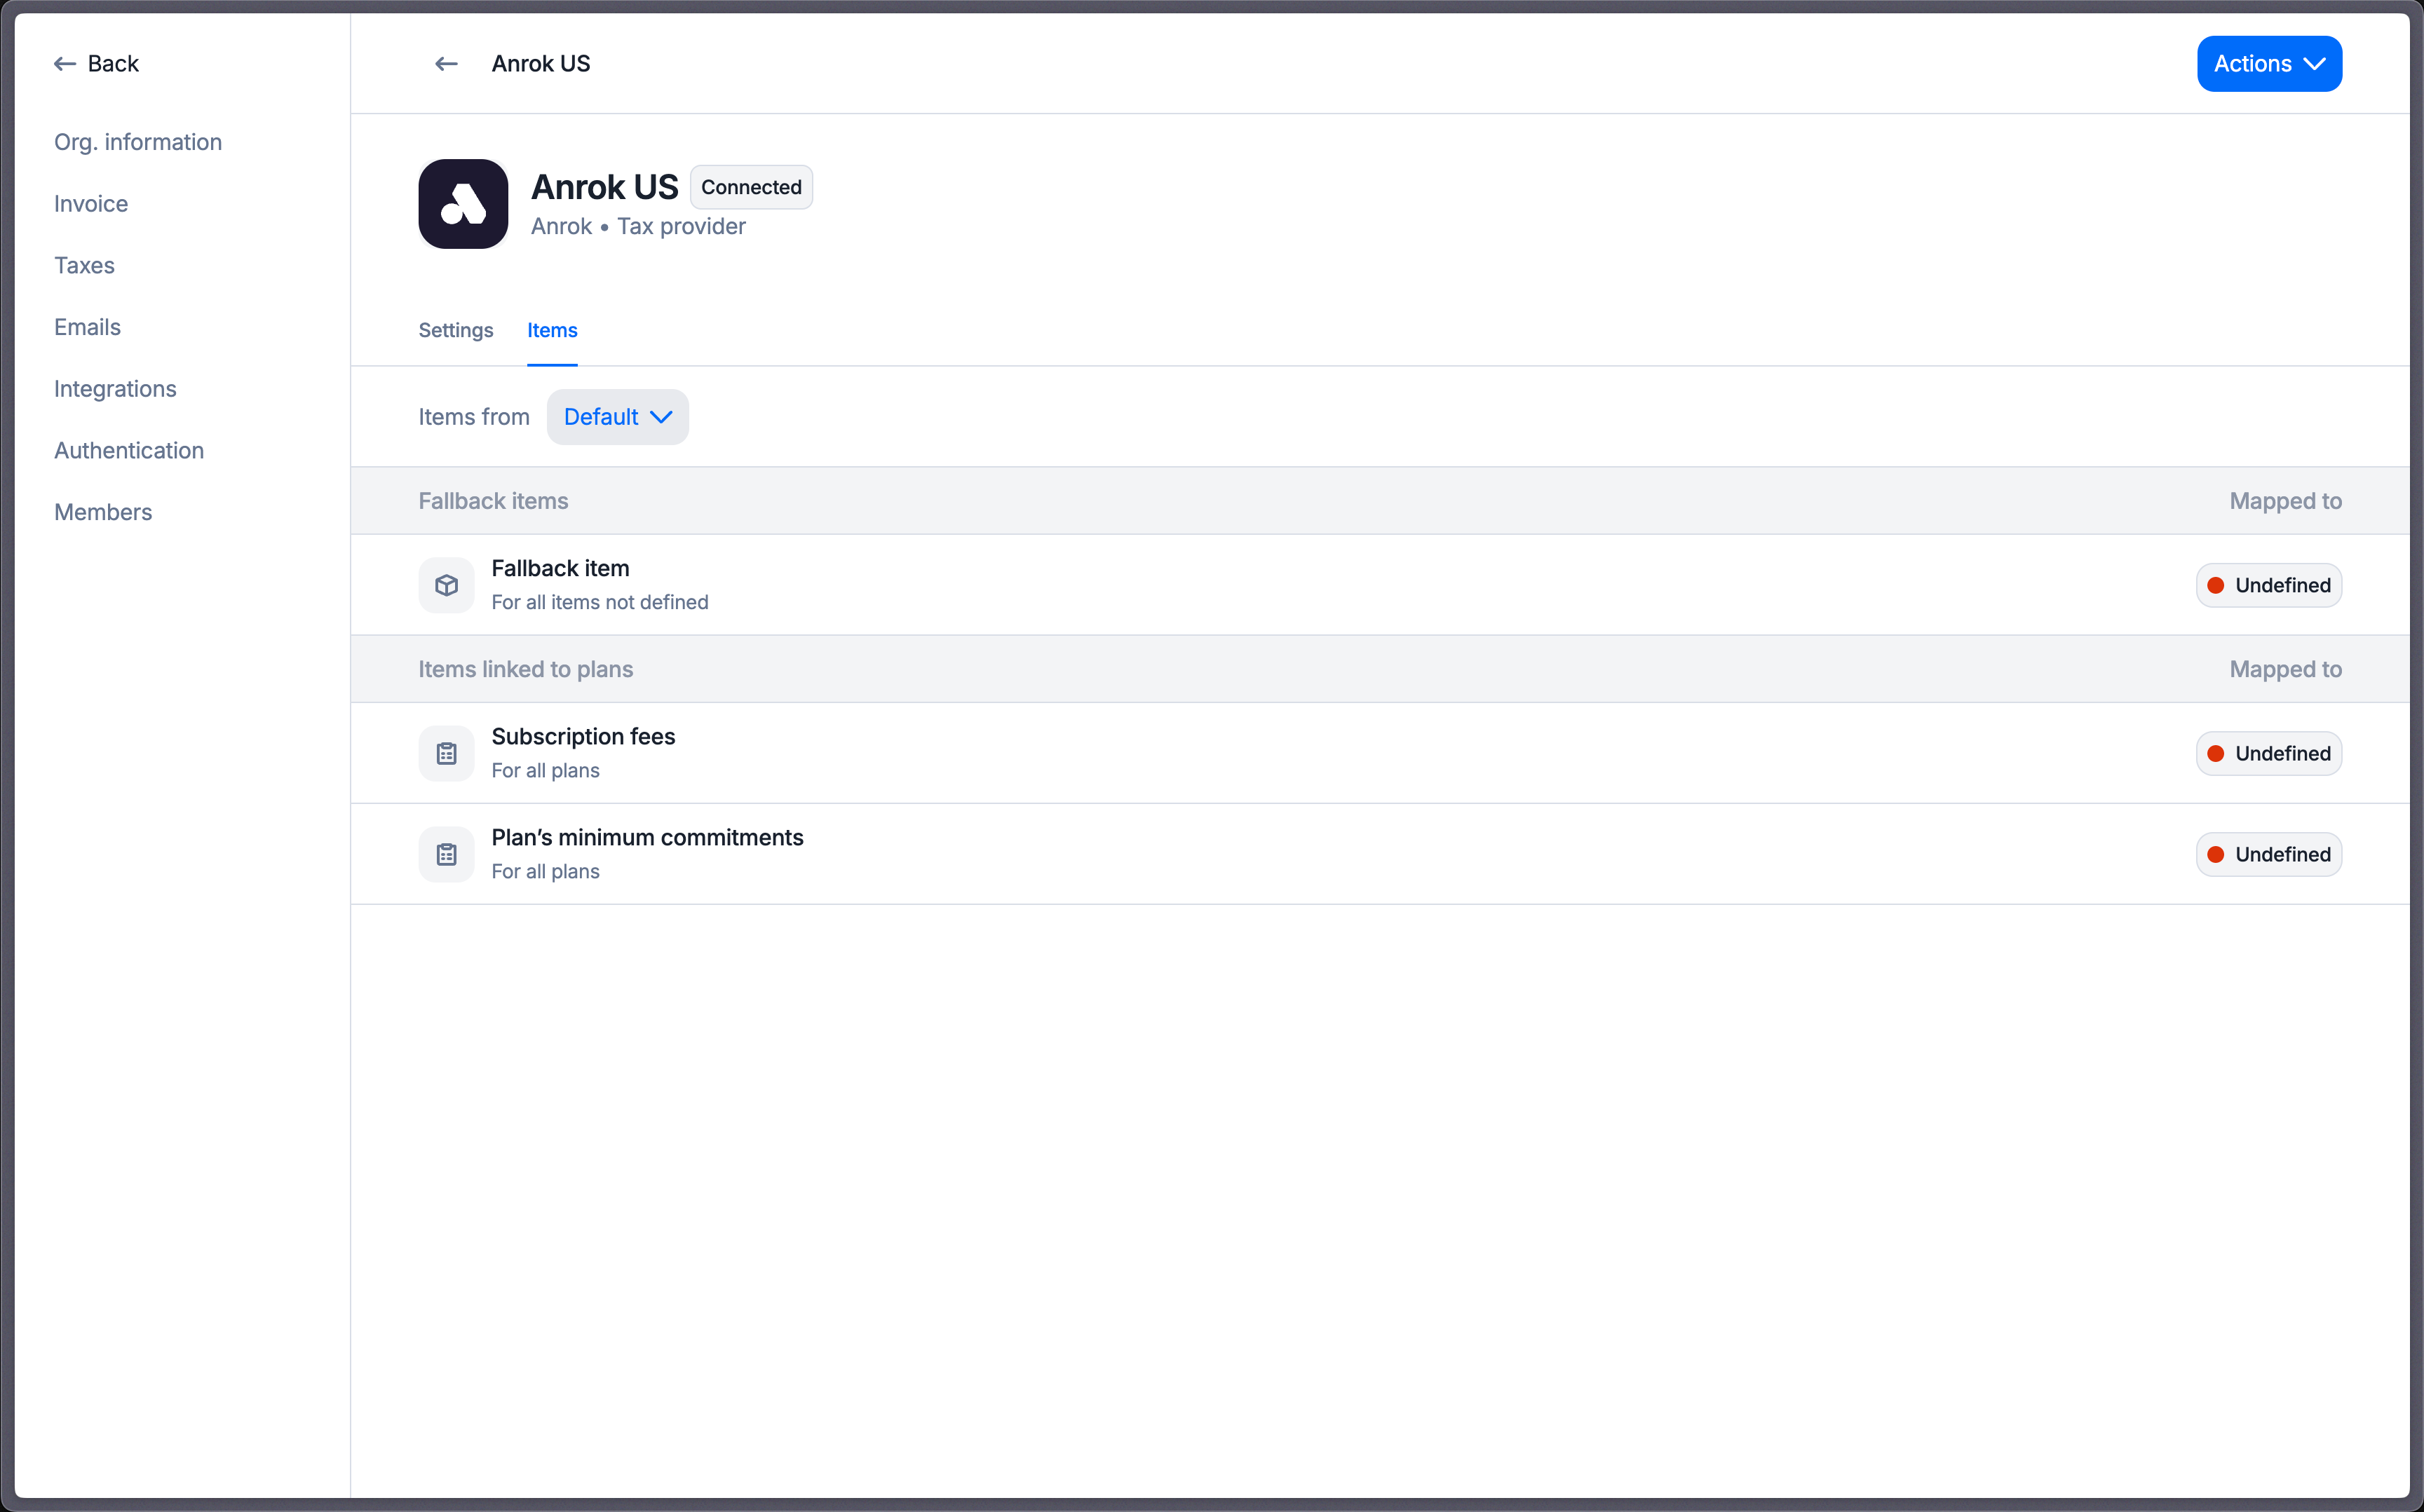 Back
Org. information
Invoice
Taxes
Emails
Integrations
Authentication
Members
Anrok US
Actions
Anrok US Connected
Anrok • Tax provider
Settings Items
Items from Default
Fallback items Mapped to
Fallback item
For all items not defined
Undefined
Items linked to plans Mapped to
Subscription fees
For all plans
Undefined
Plan’s minimum commitments
For all plans
Undefined